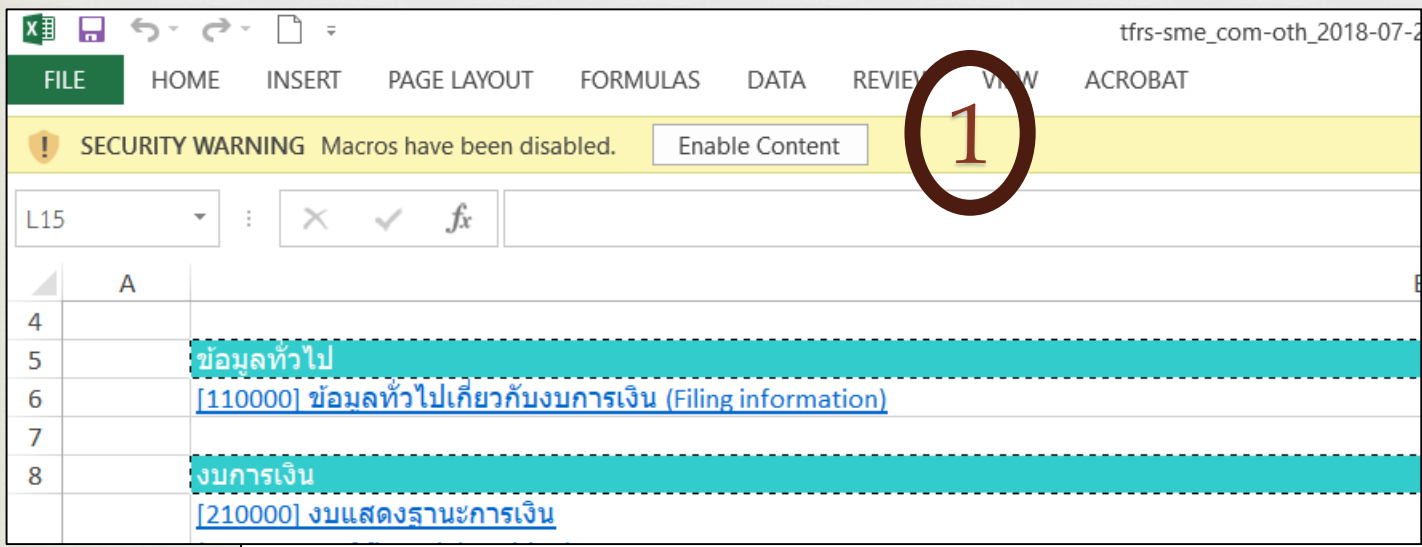 tfrs-sme_com-oth_2018-07-2
FILE HOME INSERT PAGE LAYOUT FORMULAS DATA REVIEW VIEW ACROBAT
! SECURITY WARNING Macros have been disabled. Enable Content
1
L15 fx
A
4
5 ข้อมูลทั่วไป
6 [110000] ข้อมูลทั่วไปเกี่ยวกับงบการเงิน (Filing information)
7
8 งบการเงิน
[210000] งบแสดงฐานะการเงิน